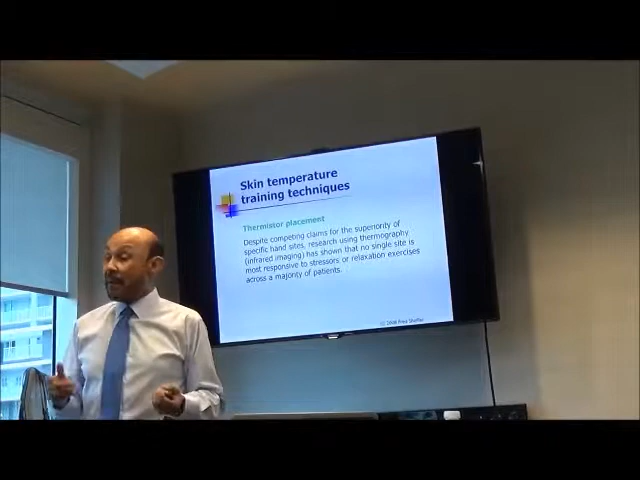 Skin temperature
training techniques
Thermistor placement
Despite competing claims for the superiority of
specific hand sites, research using thermography
(infrared imaging) has shown that no single site is
most responsive to stressors or relaxation exercises
across a majority of patients.
(C) 2008 Fred Shaffer